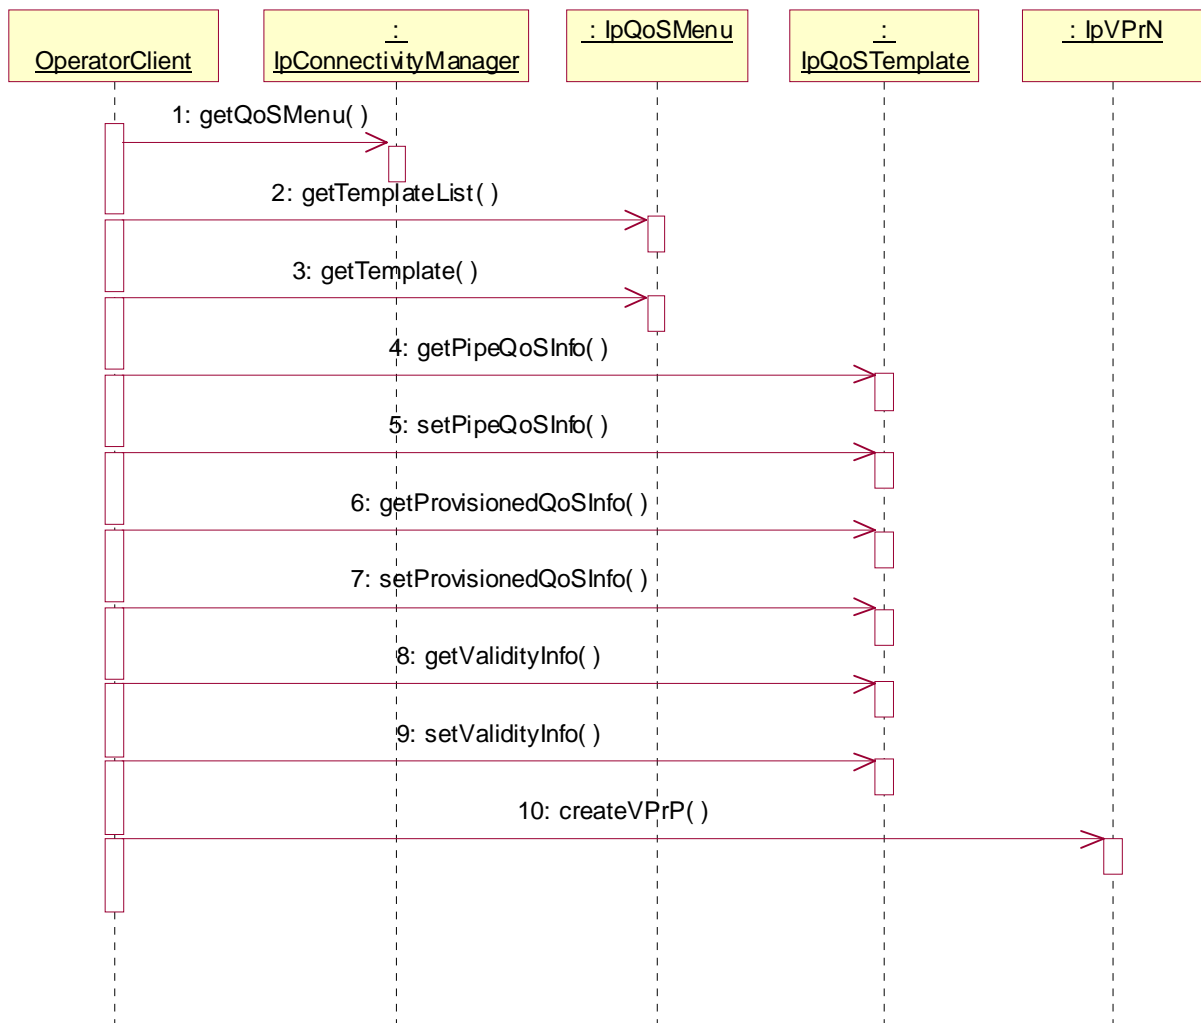 OperatorClient
:
IpConnectivityManager
: IpQoSMenu
:
IpQoSTemplate
: IpVPrN
1: getQoSMenu( )
2: getTemplateList( )
3: getTemplate( )
4: getPipeQoSInfo( )
5: setPipeQoSInfo( )
6: getProvisionedQoSInfo( )
7: setProvisionedQoSInfo( )
8: getValidityInfo( )
9: setValidityInfo( )
10: createVPrP( )